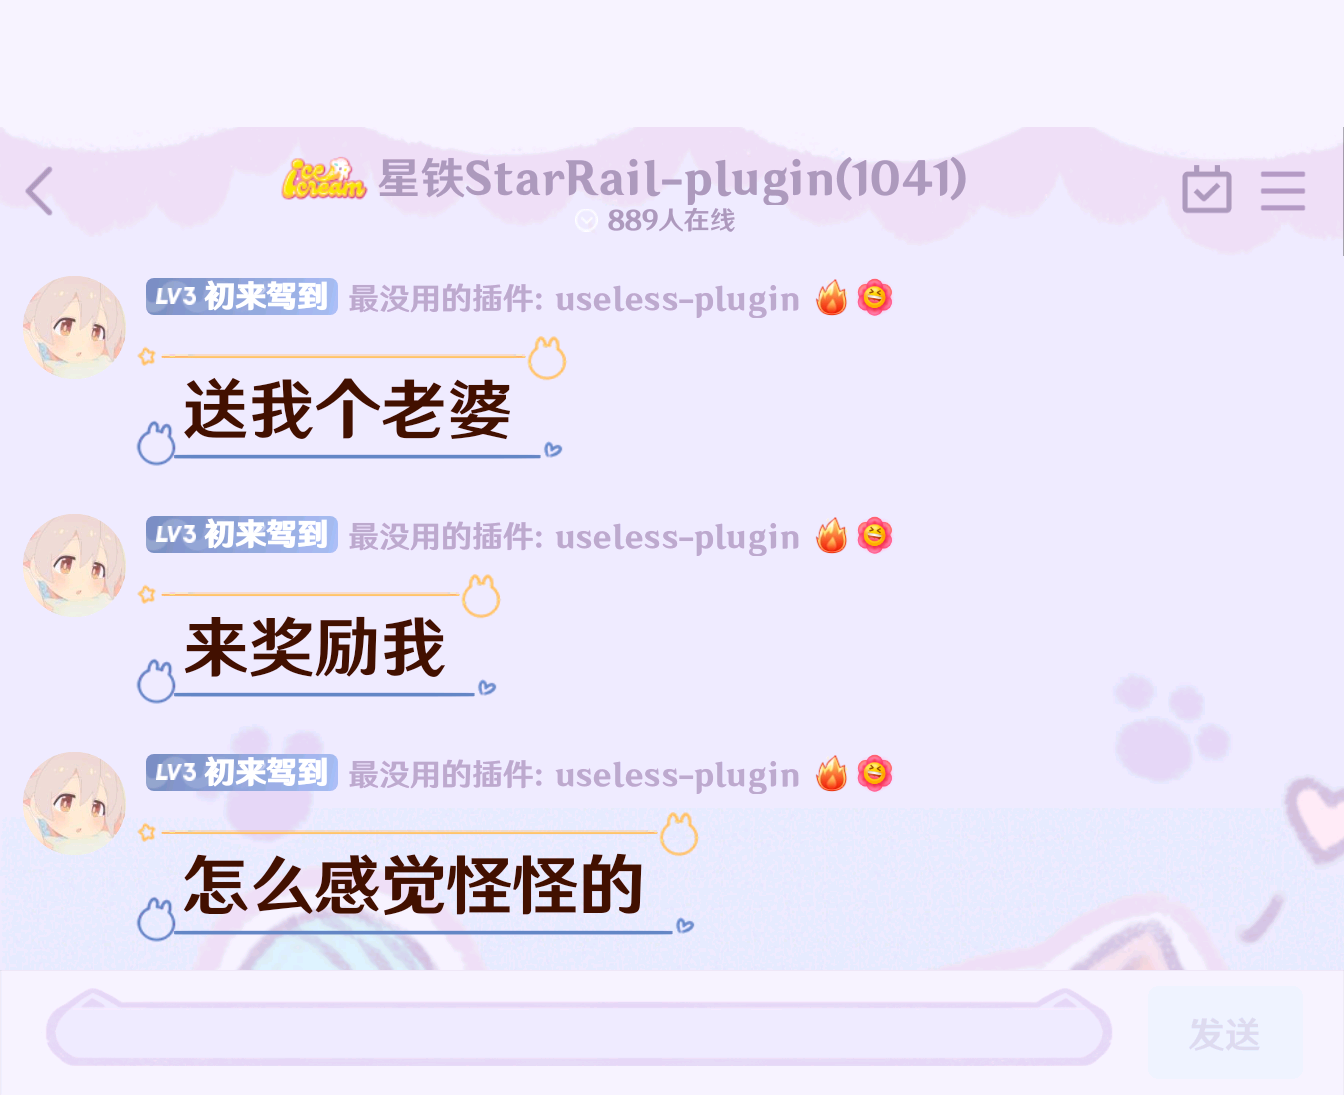 ice cream 星铁StarRail-plugin(1041)
889人在线
LV3 初来驾到 最没用的插件: useless-plugin
送我个老婆
LV3 初来驾到 最没用的插件: useless-plugin
来奖励我
LV3 初来驾到 最没用的插件: useless-plugin
怎么感觉怪怪的
发送